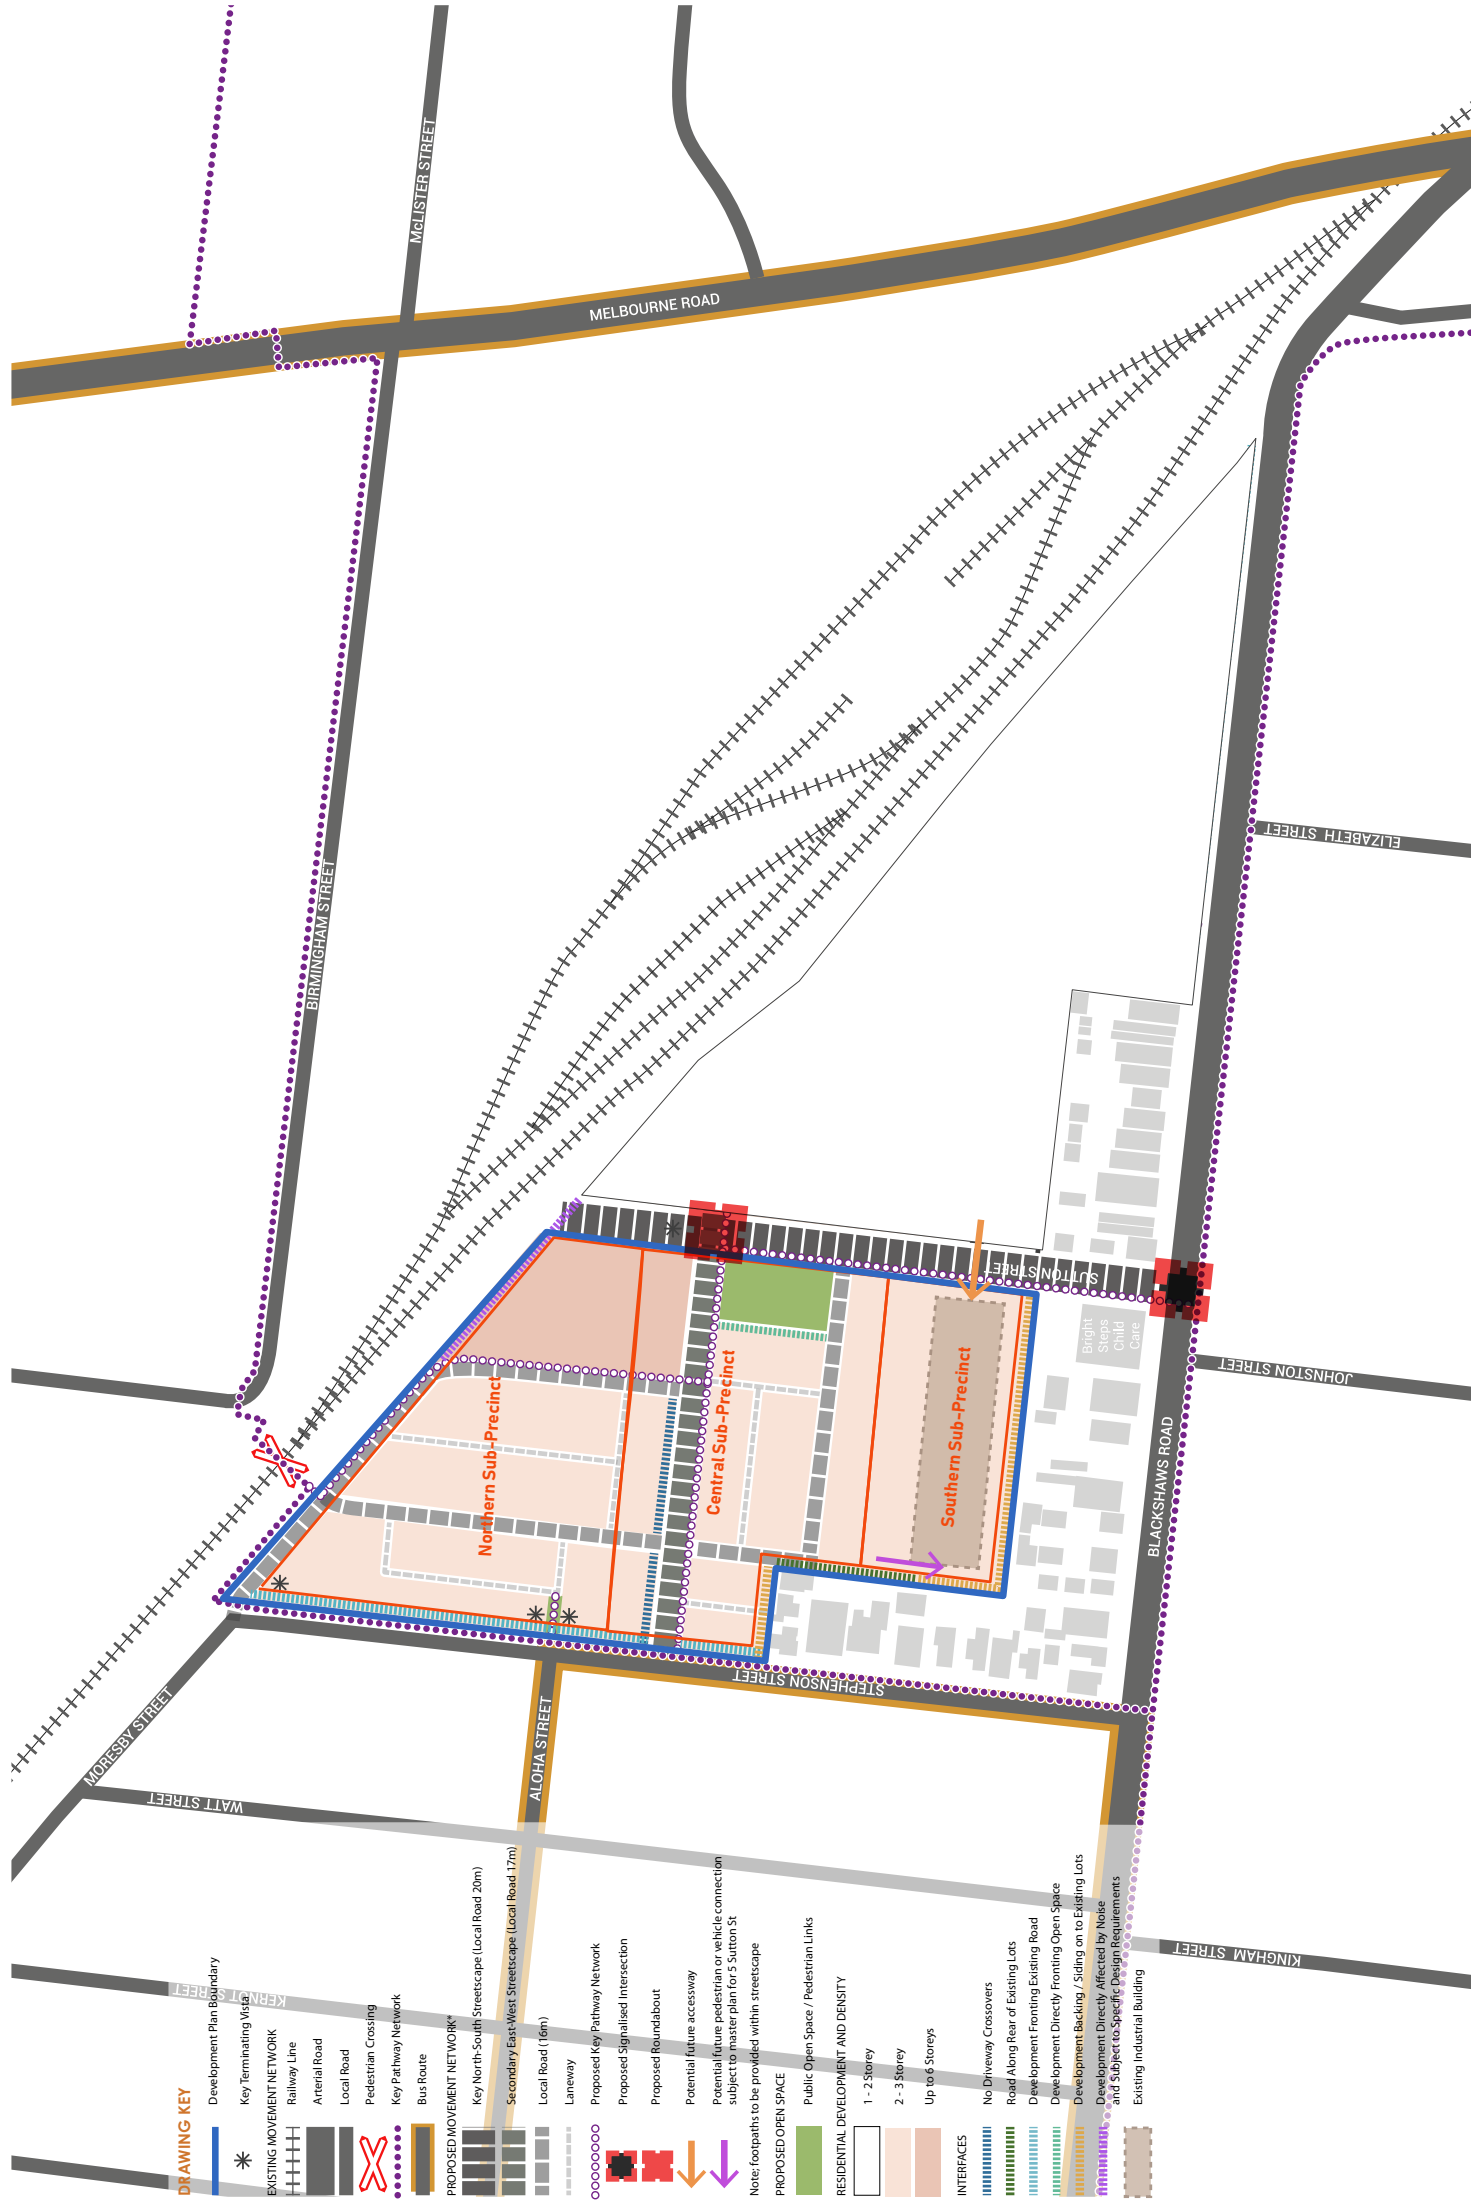 McLISTER STREET
MELBOURNE ROAD
BIRMINGHAM STREET
ELIZABETH STREET
SUTTON STREET
Bright
Steps
Child
Care
JOHNSTON STREET
Northern Sub-Precinct
Central Sub-Precinct
Southern Sub-Precinct
BLACKSHAWS ROAD
STEPHENSON STREET
MORESBY STREET
ALOHA STREET
WATT STREET
KERNOT STREET
KINGHAM STREET
DRAWING KEY
Development Plan Boundary
Key Terminating Vista
EXISTING MOVEMENT NETWORK
Railway Line
Arterial Road
Local Road
Pedestrian Crossing
Key Pathway Network
Bus Route
PROPOSED MOVEMENT NETWORK*
Key North-South Streetscape (Local Road 20m)
Secondary East-West Streetscape (Local Road 17m)
Local Road (16m)
Laneway
Proposed Key Pathway Network
Proposed Signalised Intersection
Proposed Roundabout
Potential future accessway
Potential future pedestrian or vehicle connection
subject to master plan for 5 Sutton St
Note; footpaths to be provided within streetscape
PROPOSED OPEN SPACE
Public Open Space / Pedestrian Links
RESIDENTIAL DEVELOPMENT AND DENSITY
1 - 2 Storey
2 - 3 Storey
Up to 6 Storeys
INTERFACES
No Driveway Crossovers
Road Along Rear of Existing Lots
Development Fronting Existing Road
Development Directly Fronting Open Space
Development Backing / Siding on to Existing Lots
Development Directly Affected by Noise
and Subject to Specific Design Requirements
Existing Industrial Building